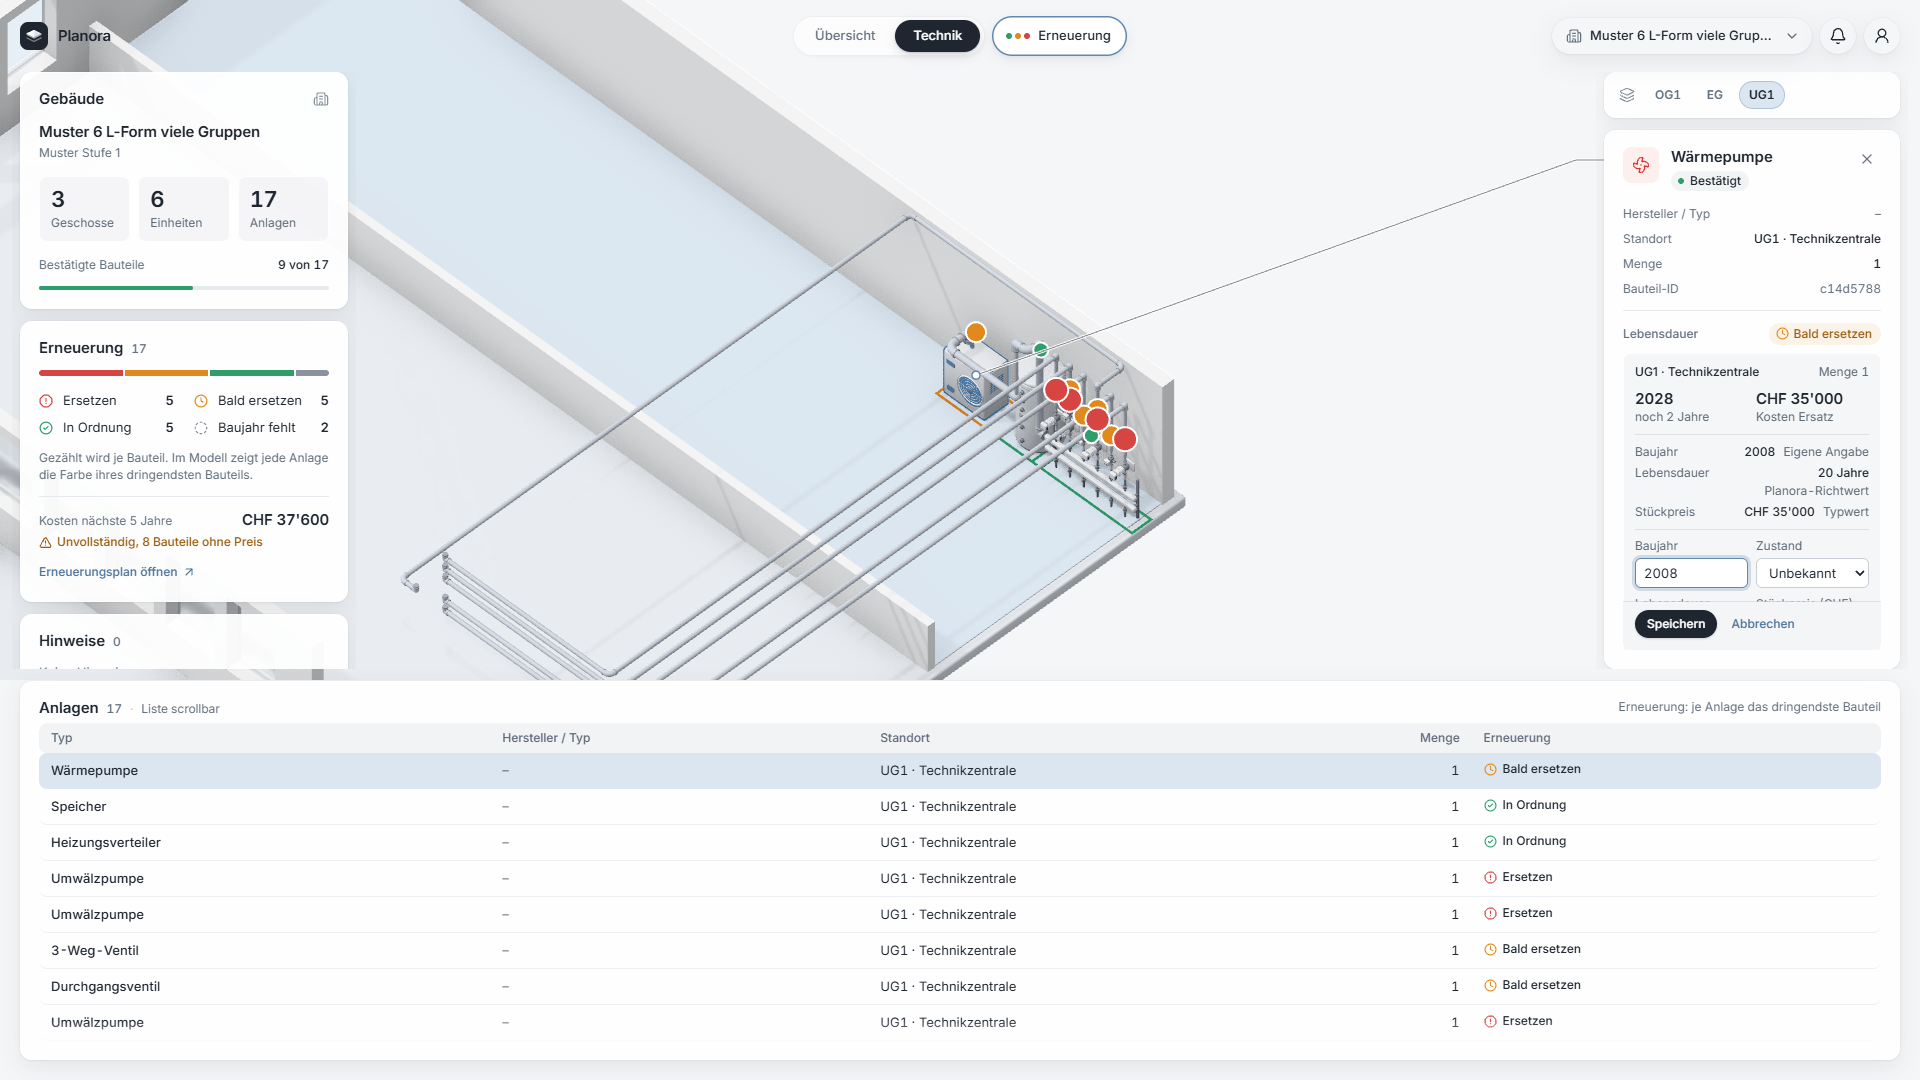 Planora
Übersicht
Technik
Erneuerung
Muster 6 L-Form viele Grup...
Gebäude
Muster 6 L-Form viele Gruppen
Muster Stufe 1
3
Geschosse
6
Einheiten
17
Anlagen
Bestätigte Bauteile
9 von 17
Erneuerung 17
Ersetzen 5
Bald ersetzen 5
In Ordnung 5
Baujahr fehlt 2
Gezählt wird je Bauteil. Im Modell zeigt jede Anlage
die Farbe ihres dringendsten Bauteils.
Kosten nächste 5 Jahre CHF 37'600
Unvollständig, 8 Bauteile ohne Preis
Erneuerungsplan öffnen
Hinweise 0
OG1 EG UG1
Wärmepumpe
Bestätigt
Hersteller / Typ –
Standort UG1 · Technikzentrale
Menge 1
Bauteil-ID c14d5788
Lebensdauer Bald ersetzen
UG1 · Technikzentrale Menge 1
2028 CHF 35'000
noch 2 Jahre Kosten Ersatz
Baujahr 2008 Eigene Angabe
Lebensdauer 20 Jahre
Planora-Richtwert
Stückpreis CHF 35'000 Typwert
Baujahr Zustand
2008 Unbekannt
Speichern Abbrechen
Anlagen 17 · Liste scrollbar
Erneuerung: je Anlage das dringendste Bauteil
Typ Hersteller / Typ Standort Menge Erneuerung
Wärmepumpe – UG1 · Technikzentrale 1 Bald ersetzen
Speicher – UG1 · Technikzentrale 1 In Ordnung
Heizungsverteiler – UG1 · Technikzentrale 1 In Ordnung
Umwälzpumpe – UG1 · Technikzentrale 1 Ersetzen
Umwälzpumpe – UG1 · Technikzentrale 1 Ersetzen
3-Weg-Ventil – UG1 · Technikzentrale 1 Bald ersetzen
Durchgangsventil – UG1 · Technikzentrale 1 Bald ersetzen
Umwälzpumpe – UG1 · Technikzentrale 1 Ersetzen